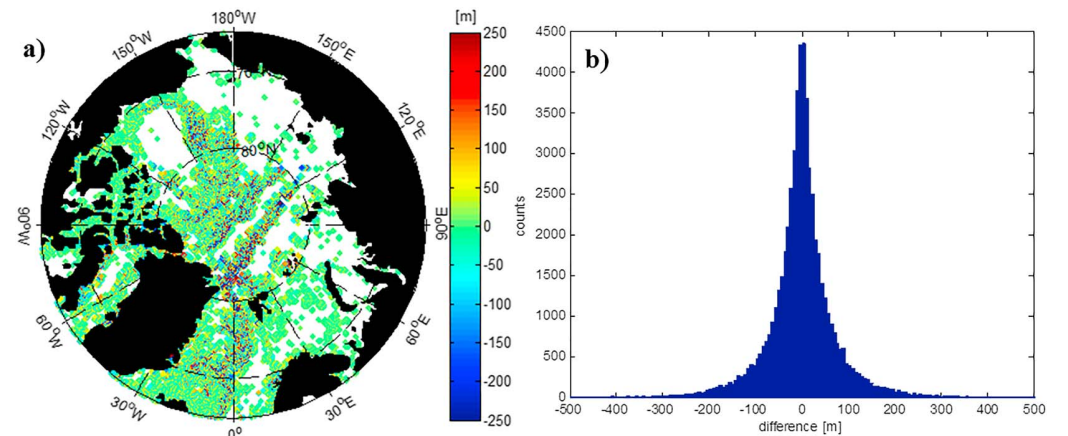 a)
180°W
[m]
150°W
150°E
120°W
120°E
90°W
90°E
60°W
60°E
30°W
30°E
0°
70°N
80°N
250
200
150
100
50
0
-50
-100
-150
-200
-250
b)
counts
4500
4000
3500
3000
2500
2000
1500
1000
500
0
-500 -400 -300 -200 -100 0 100 200 300 400 500
difference [m]